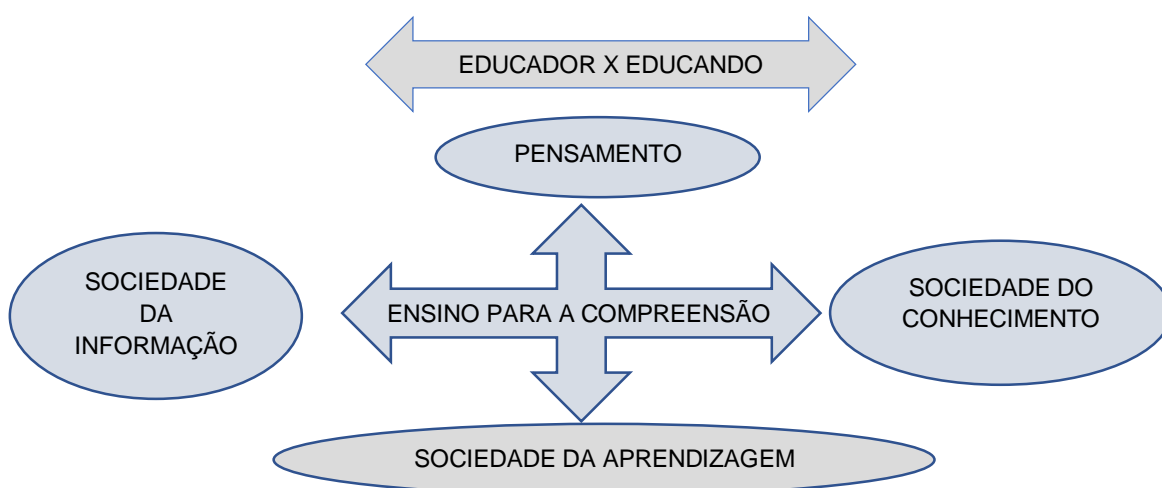 EDUCADOR X EDUCANDO
PENSAMENTO
SOCIEDADE
DA
INFORMAÇÃO
ENSINO PARA A COMPREENSÃO
SOCIEDADE DO
CONHECIMENTO
SOCIEDADE DA APRENDIZAGEM